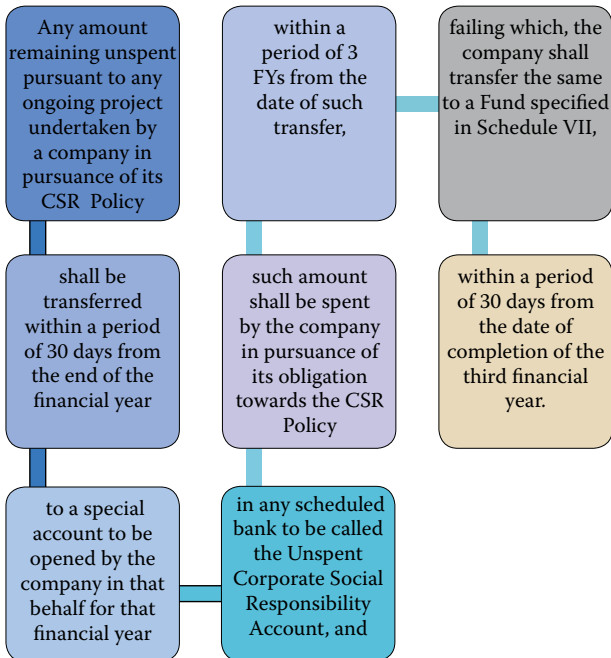 Any amount
remaining unspent
pursuant to any
ongoing project
undertaken by
a company in
pursuance of its
CSR Policy
shall be
transferred
within a period
of 30 days from
the end of the
financial year
to a special
account to be
opened by the
company in that
behalf for that
financial year
in any scheduled
bank to be called
the Unspent
Corporate Social
Responsibility
Account, and
such amount
shall be spent
by the company
in pursuance of
its obligation
towards the CSR
Policy
within a
period of 3
FYs from the
date of such
transfer,
failing which, the
company shall
transfer the same
to a Fund specified
in Schedule VII,
within a period
of 30 days from
the date of
completion of the
third financial
year.